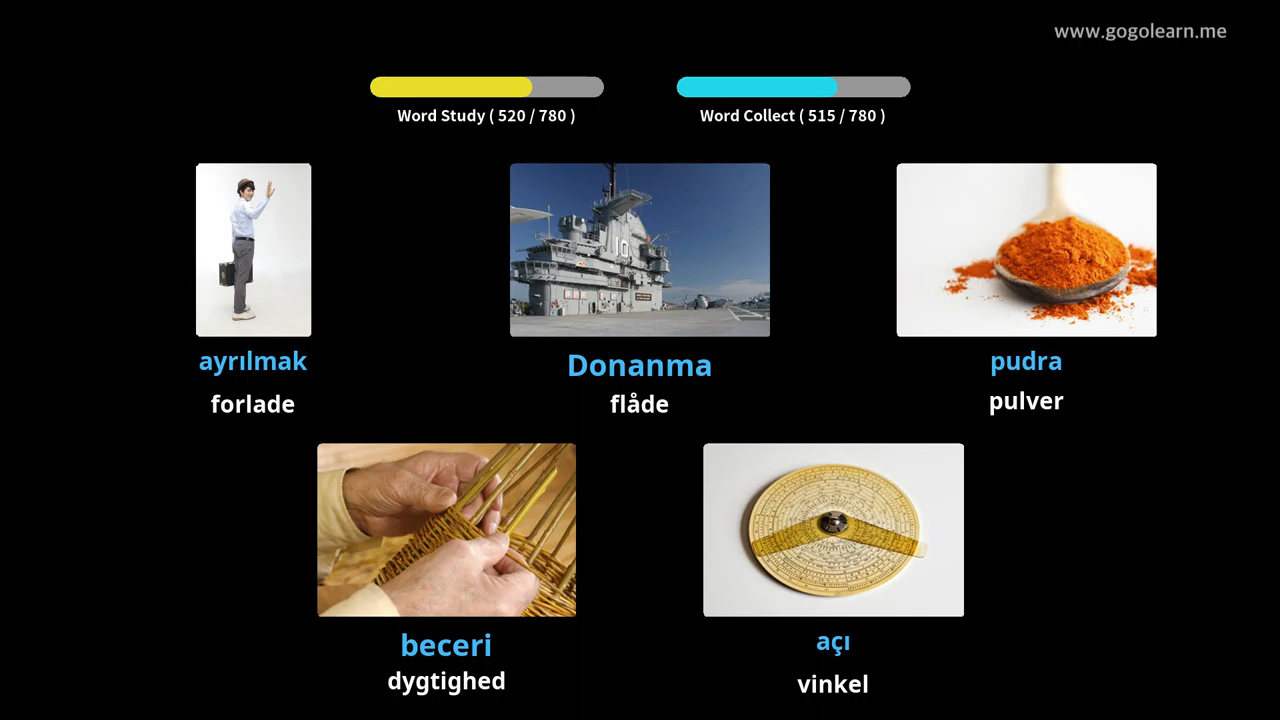 www.gogolearn.me
Word Study ( 520 / 780 )
Word Collect ( 515 / 780 )
ayrılmak
forlade
Donanma
flåde
pudra
pulver
beceri
dygtighed
açı
vinkel